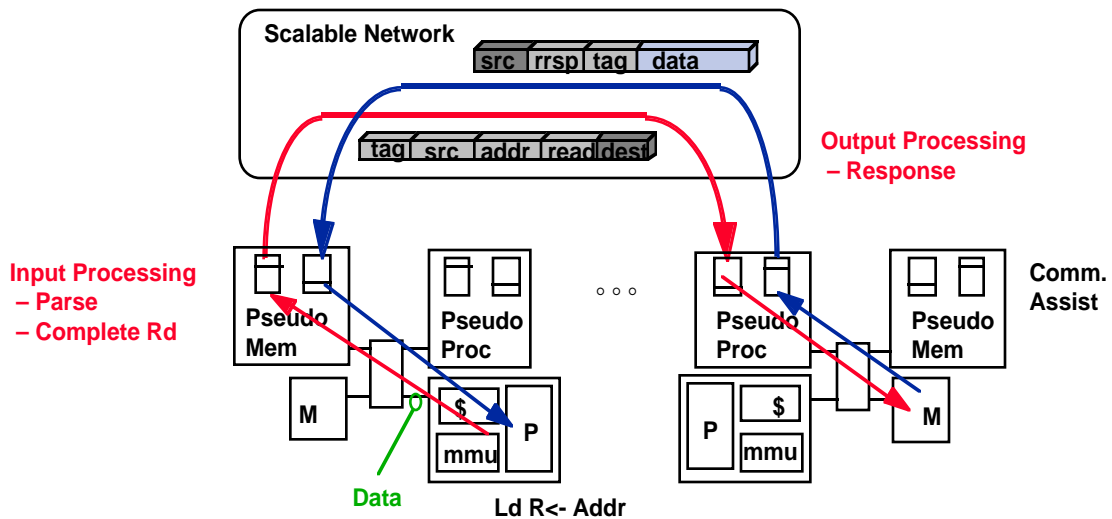 Scalable Network
src rrsp tag data
tag src addr read dest
Output Processing
– Response
Input Processing
– Parse
– Complete Rd
Pseudo
Mem
Pseudo
Proc
° ° °
Pseudo
Proc
Pseudo
Mem
Comm.
Assist
M
$
P
mmu
P
$
mmu
M
Data
Ld R<- Addr